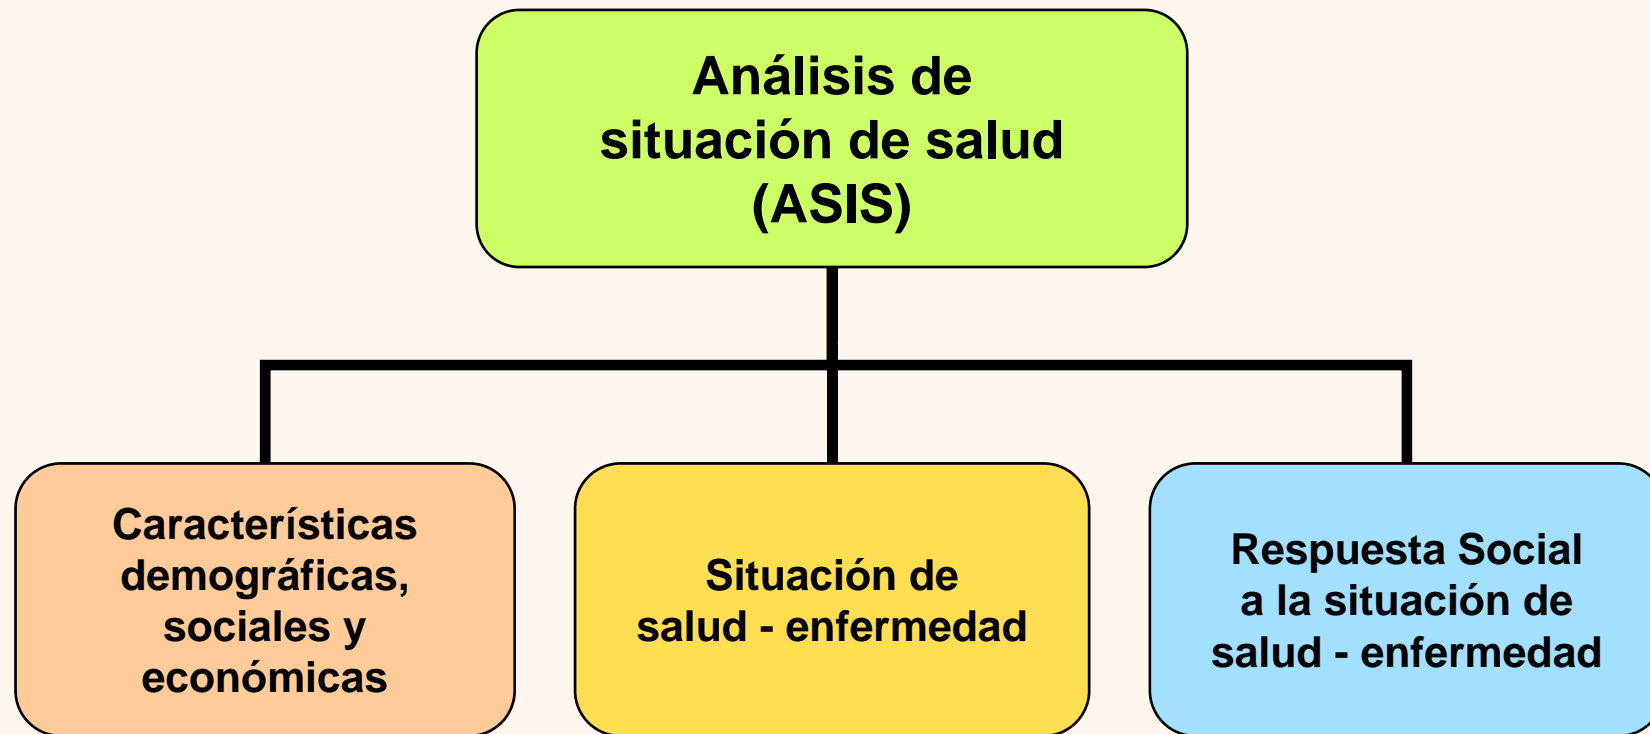 Análisis de
situación de salud
(ASIS)
Características
demográficas,
sociales y
económicas
Situación de
salud - enfermedad
Respuesta Social
a la situación de
salud - enfermedad